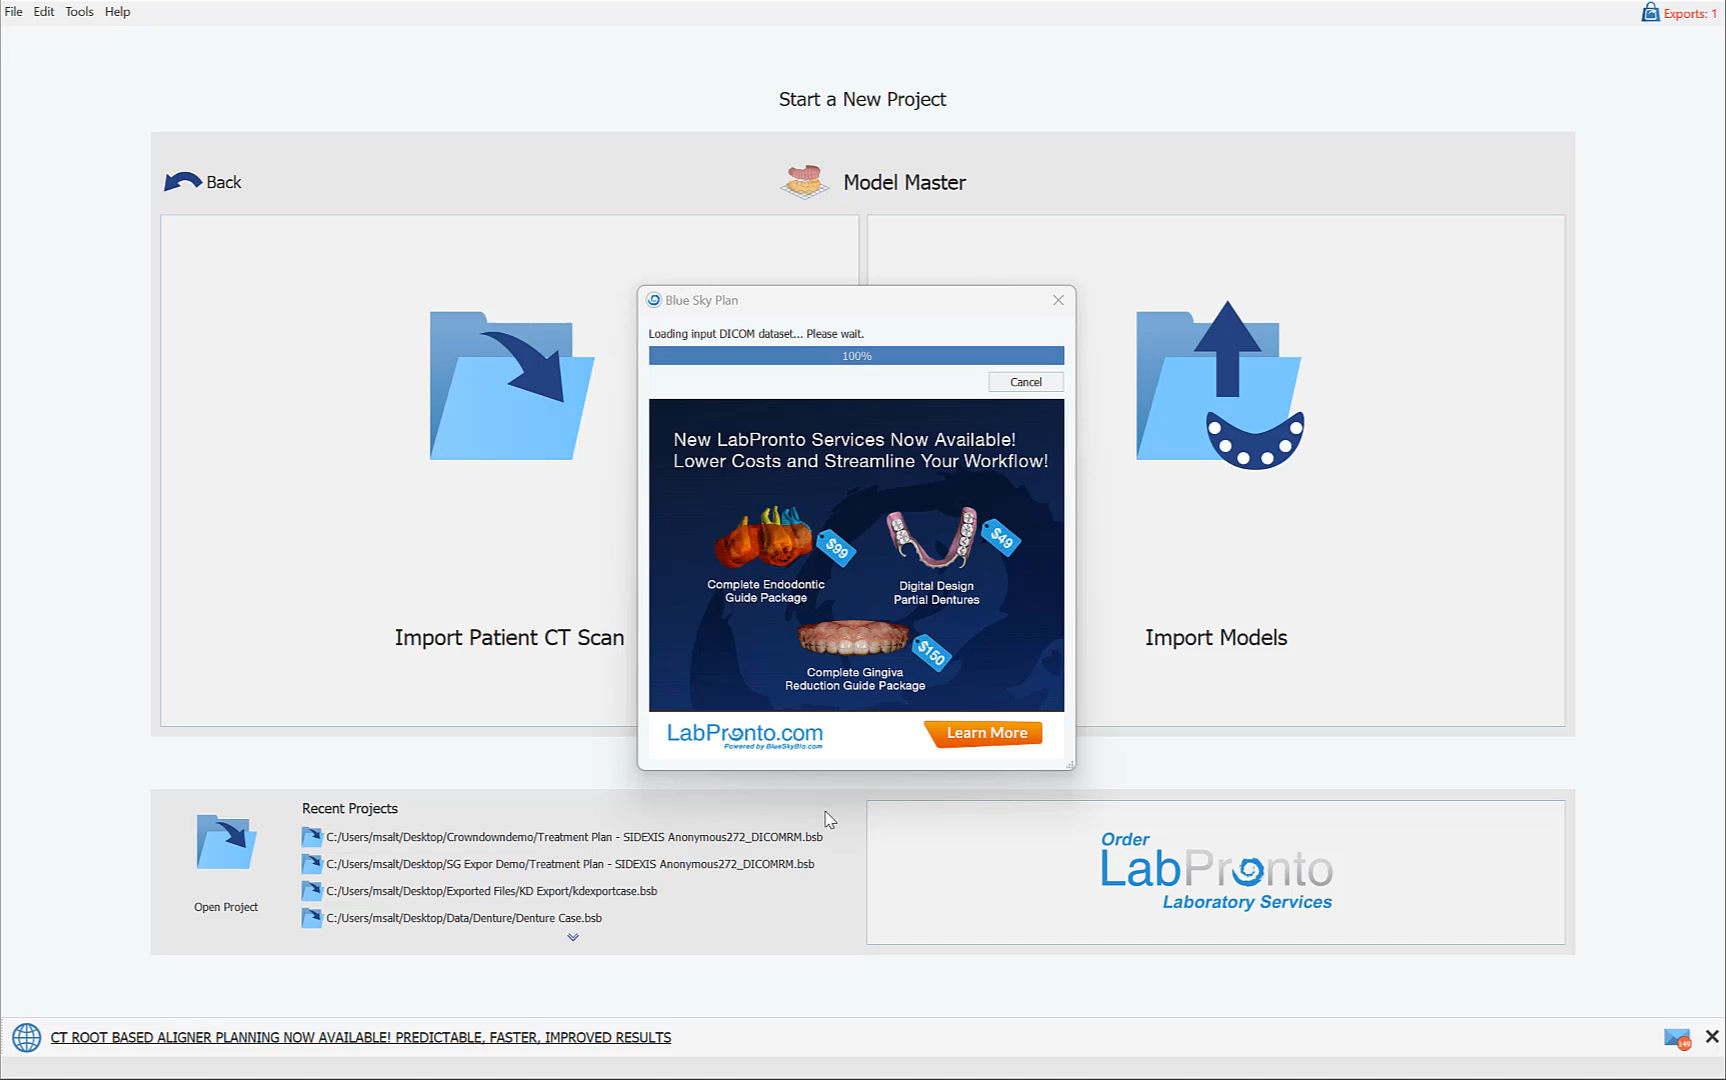 File Edit Tools Help
Exports: 1
Start a New Project
Back
Model Master
Blue Sky Plan
Loading input DICOM dataset... Please wait.
100%
Cancel
New LabPronto Services Now Available!
Lower Costs and Streamline Your Workflow!
$99
$49
Complete Endodontic
Guide Package
Digital Design
Partial Dentures
$150
Complete Gingiva
Reduction Guide Package
LabPronto.com
Powered by BlueSkyBio.com
Learn More
Import Patient CT Scan
Import Models
Recent Projects
C:/Users/msalt/Desktop/Crowndowndemo/Treatment Plan - SIDEXIS Anonymous272_DICOMRM.bsb
C:/Users/msalt/Desktop/SG Expor Demo/Treatment Plan - SIDEXIS Anonymous272_DICOMRM.bsb
C:/Users/msalt/Desktop/Exported Files/KD Export/kdexportcase.bsb
C:/Users/msalt/Desktop/Data/Denture/Denture Case.bsb
Open Project
Order
LabPronto
Laboratory Services
CT ROOT BASED ALIGNER PLANNING NOW AVAILABLE! PREDICTABLE, FASTER, IMPROVED RESULTS
149